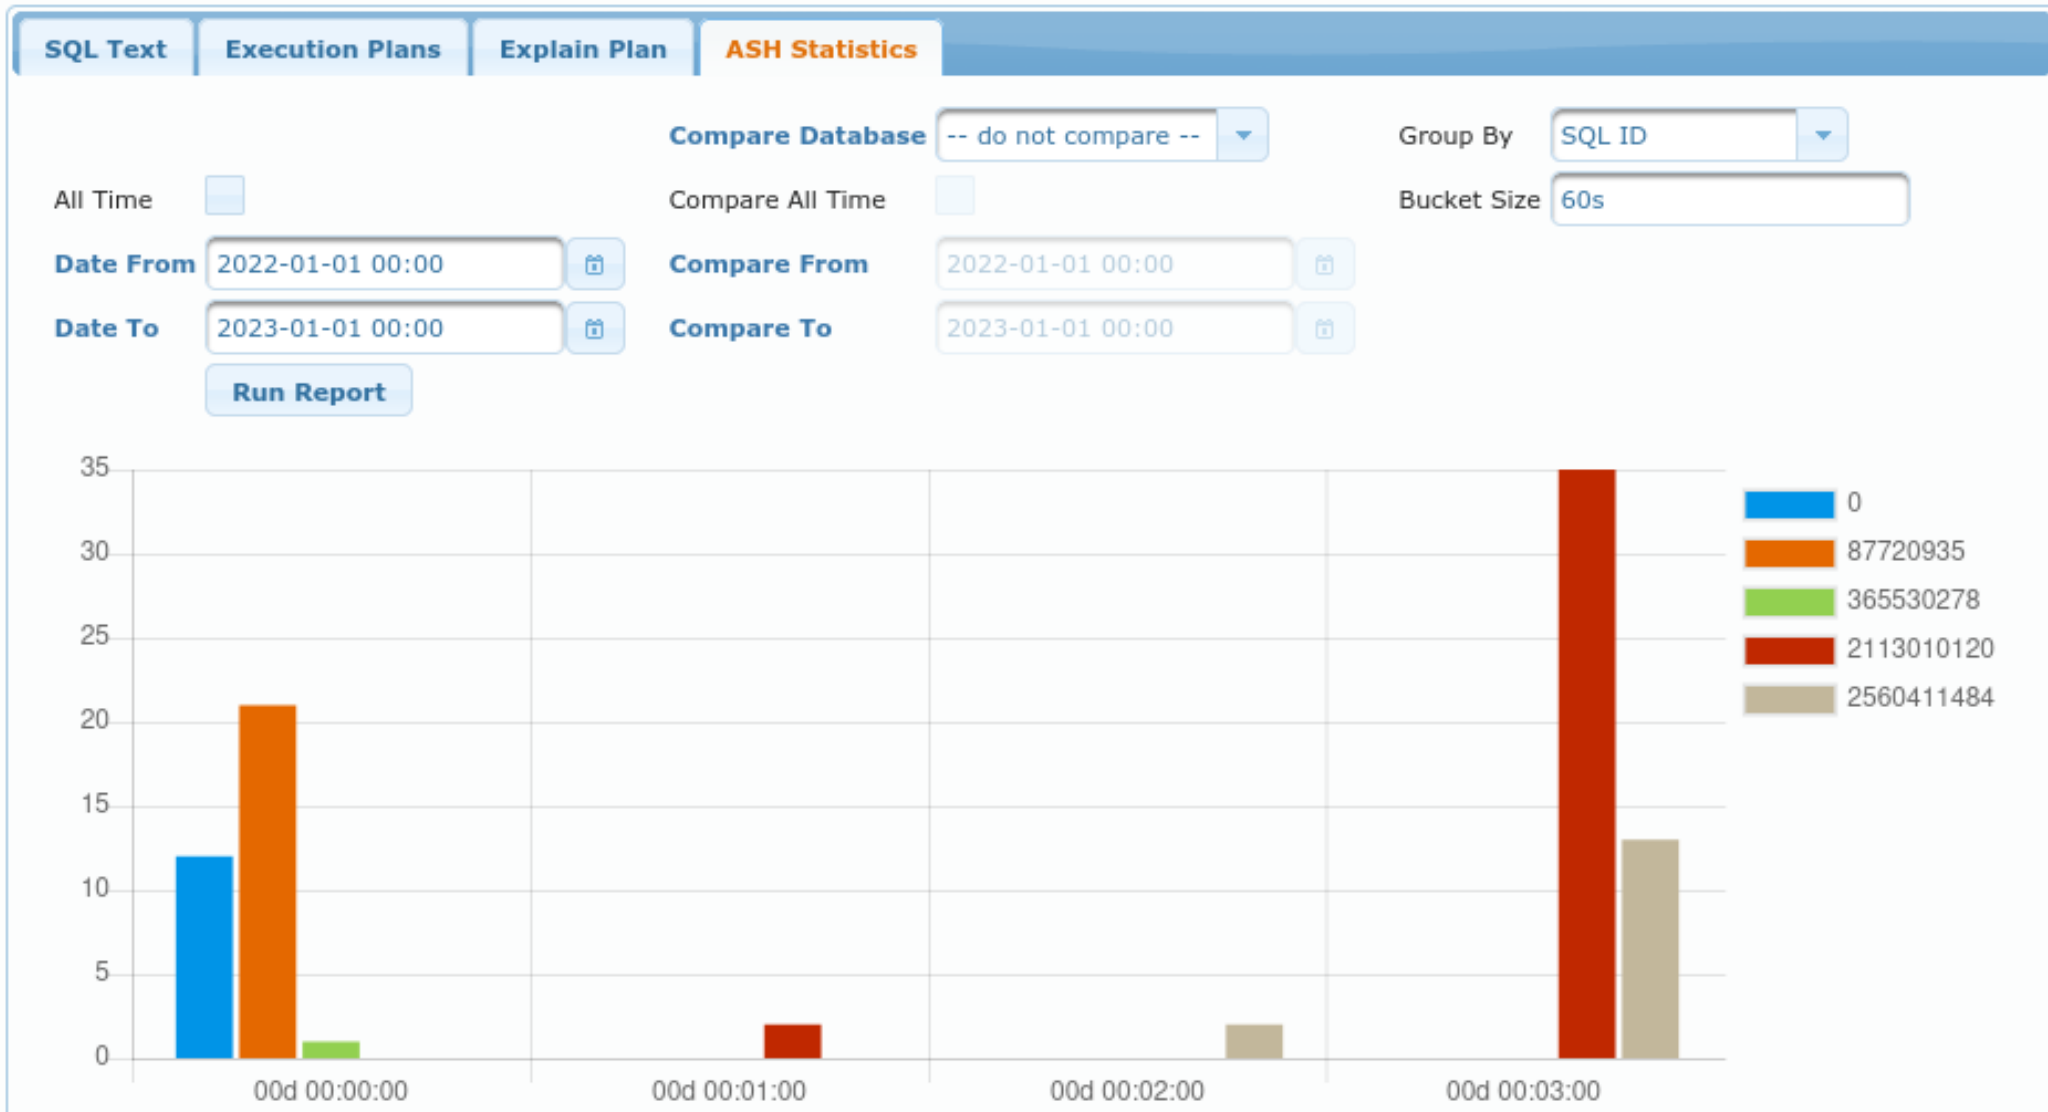 SQL Text Execution Plans Explain Plan ASH Statistics
Compare Database -- do not compare -- Group By SQL ID
All Time Compare All Time Bucket Size 60s
Date From 2022-01-01 00:00 Compare From 2022-01-01 00:00
Date To 2023-01-01 00:00 Compare To 2023-01-01 00:00
Run Report
35
30
25
20
15
10
5
0
00d 00:00:00 00d 00:01:00 00d 00:02:00 00d 00:03:00
0
87720935
365530278
2113010120
2560411484